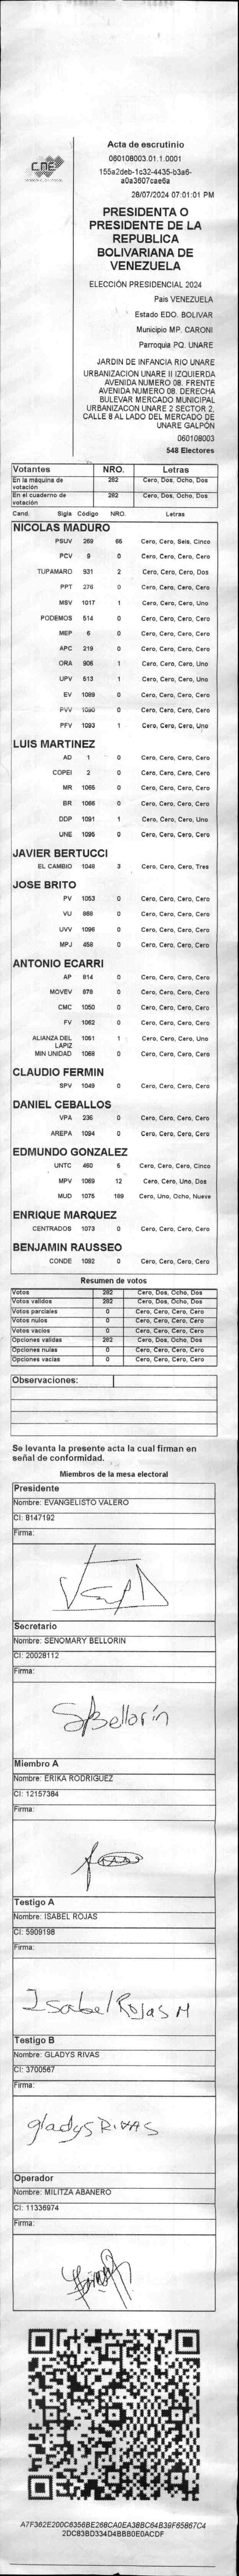 CNE
Acta de escrutinio
060108003.01.1.0001
155a2deb-1c32-4435-b3a6-
a0a3607cae6a
28/07/2024 07:01:01 PM
PRESIDENTA O
PRESIDENTE DE LA
REPUBLICA
BOLIVARIANA DE
VENEZUELA
ELECCIÓN PRESIDENCIAL 2024
Pais VENEZUELA
Estado EDO. BOLIVAR
Municipio MP. CARONI
Parroquia PQ. UNARE
JARDIN DE INFANCIA RIO UNARE
URBANIZACION UNARE II IZQUIERDA
AVENIDA NUMERO 08. FRENTE
AVENIDA NUMERO 08. DERECHA
BULEVAR MERCADO MUNICIPAL
URBANIZACON UNARE 2 SECTOR 2.
CALLE 8 AL LADO DEL MERCADO DE
UNARE GALPÓN
060108003
548 Electores
Votantes NRO. Letras
En la máquina de votación 282 Cero, Dos, Ocho, Dos
En el cuaderno de votación 282 Cero, Dos, Ocho, Dos
Cand. Sigla Código NRO. Letras
NICOLAS MADURO
PSUV 269 65 Cero, Cero, Seis, Cinco
PCV 9 0 Cero, Cero, Cero, Cero
TUPAMARO 931 2 Cero, Cero, Cero, Dos
PPT 276 0 Cero, Cero, Cero, Cero
MSV 1017 1 Cero, Cero, Cero, Uno
PODEMOS 514 0 Cero, Cero, Cero, Cero
MEP 6 0 Cero, Cero, Cero, Cero
APC 219 0 Cero, Cero, Cero, Cero
ORA 906 1 Cero, Cero, Cero, Uno
UPV 513 1 Cero, Cero, Cero, Uno
EV 1089 0 Cero, Cero, Cero, Cero
PVV 1090 0 Cero, Cero, Cero, Cero
PFV 1093 1 Cero, Cero, Cero, Uno
LUIS MARTINEZ
AD 1 0 Cero, Cero, Cero, Cero
COPEI 2 0 Cero, Cero, Cero, Cero
MR 1065 0 Cero, Cero, Cero, Cero
BR 1066 0 Cero, Cero, Cero, Cero
DDP 1091 1 Cero, Cero, Cero, Uno
UNE 1095 0 Cero, Cero, Cero, Cero
JAVIER BERTUCCI
EL CAMBIO 1048 3 Cero, Cero, Cero, Tres
JOSE BRITO
PV 1053 0 Cero, Cero, Cero, Cero
VU 868 0 Cero, Cero, Cero, Cero
UVV 1096 0 Cero, Cero, Cero, Cero
MPJ 458 0 Cero, Cero, Cero, Cero
ANTONIO ECARRI
AP 814 0 Cero, Cero, Cero, Cero
MOVEV 878 0 Cero, Cero, Cero, Cero
CMC 1050 0 Cero, Cero, Cero, Cero
FV 1062 0 Cero, Cero, Cero, Cero
ALIANZA DEL LAPIZ 1051 1 Cero, Cero, Cero, Uno
MIN UNIDAD 1068 0 Cero, Cero, Cero, Cero
CLAUDIO FERMIN
SPV 1049 0 Cero, Cero, Cero, Cero
DANIEL CEBALLOS
VPA 236 0 Cero, Cero, Cero, Cero
AREPA 1094 0 Cero, Cero, Cero, Cero
EDMUNDO GONZALEZ
UNTC 460 5 Cero, Cero, Cero, Cinco
MPV 1069 12 Cero, Cero, Uno, Dos
MUD 1075 189 Cero, Uno, Ocho, Nueve
ENRIQUE MARQUEZ
CENTRADOS 1073 0 Cero, Cero, Cero, Cero
BENJAMIN RAUSSEO
CONDE 1092 0 Cero, Cero, Cero, Cero
Resumen de votos
Votos 282 Cero, Dos, Ocho, Dos
Votos validos 282 Cero, Dos, Ocho, Dos
Votos parciales 0 Cero, Cero, Cero, Cero
Votos nulos 0 Cero, Cero, Cero, Cero
Votos vacios 0 Cero, Cero, Cero, Cero
Opciones validas 282 Cero, Dos, Ocho, Dos
Opciones nulas 0 Cero, Cero, Cero, Cero
Opciones vacias 0 Cero, Cero, Cero, Cero
Observaciones:
Se levanta la presente acta la cual firman en
señal de conformidad.
Miembros de la mesa electoral
Presidente
Nombre: EVANGELISTO VALERO
CI: 8147192
Firma:
Secretario
Nombre: SENOMARY BELLORIN
CI: 20028112
Firma:
SBellorín
Miembro A
Nombre: ERIKA RODRIGUEZ
CI: 12157384
Firma:
Testigo A
Nombre: ISABEL ROJAS
CI: 5909198
Firma:
Isabel Rojas M
Testigo B
Nombre: GLADYS RIVAS
CI: 3700567
Firma:
gladys RIVAS
Operador
Nombre: MILITZA ABANERO
CI: 11336974
Firma:
A7F362E200C6356BE268CA0EA38BC64B39F65867C4
2DC83BD334D4BBB0E0ACDF